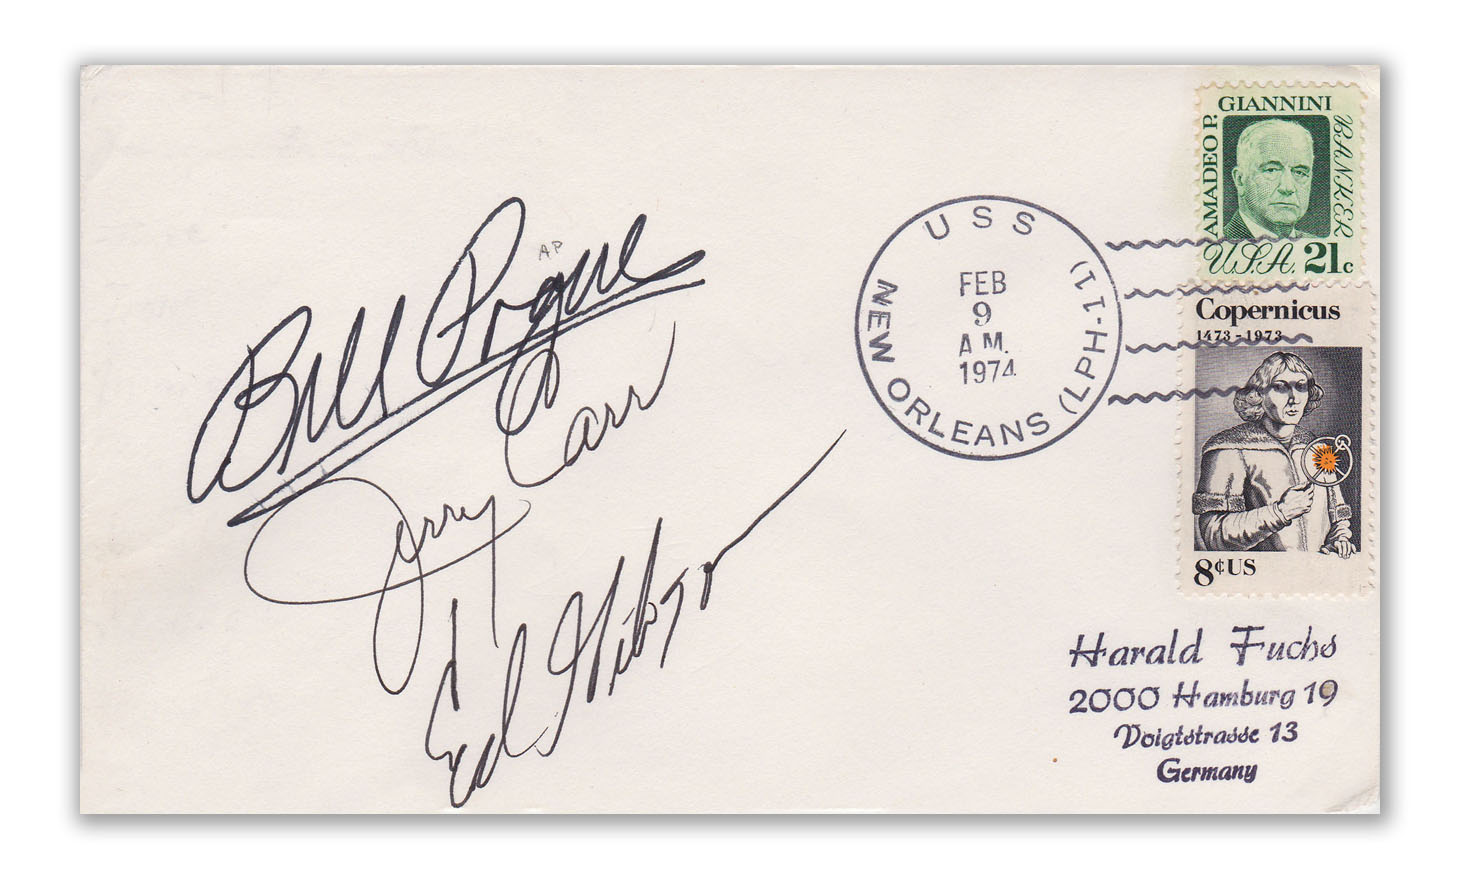 Bill Pogue
AP
Jerry Carr
Ed Gibson
USS
NEW ORLEANS (LPH-11)
FEB
9
A M.
1974
AMADEO P. GIANNINI BANKER
U.S.A. 21c
Copernicus
1473-1973
8¢US
Harald Fuchs
2000 Hamburg 19
Voigtstrasse 13
Germany